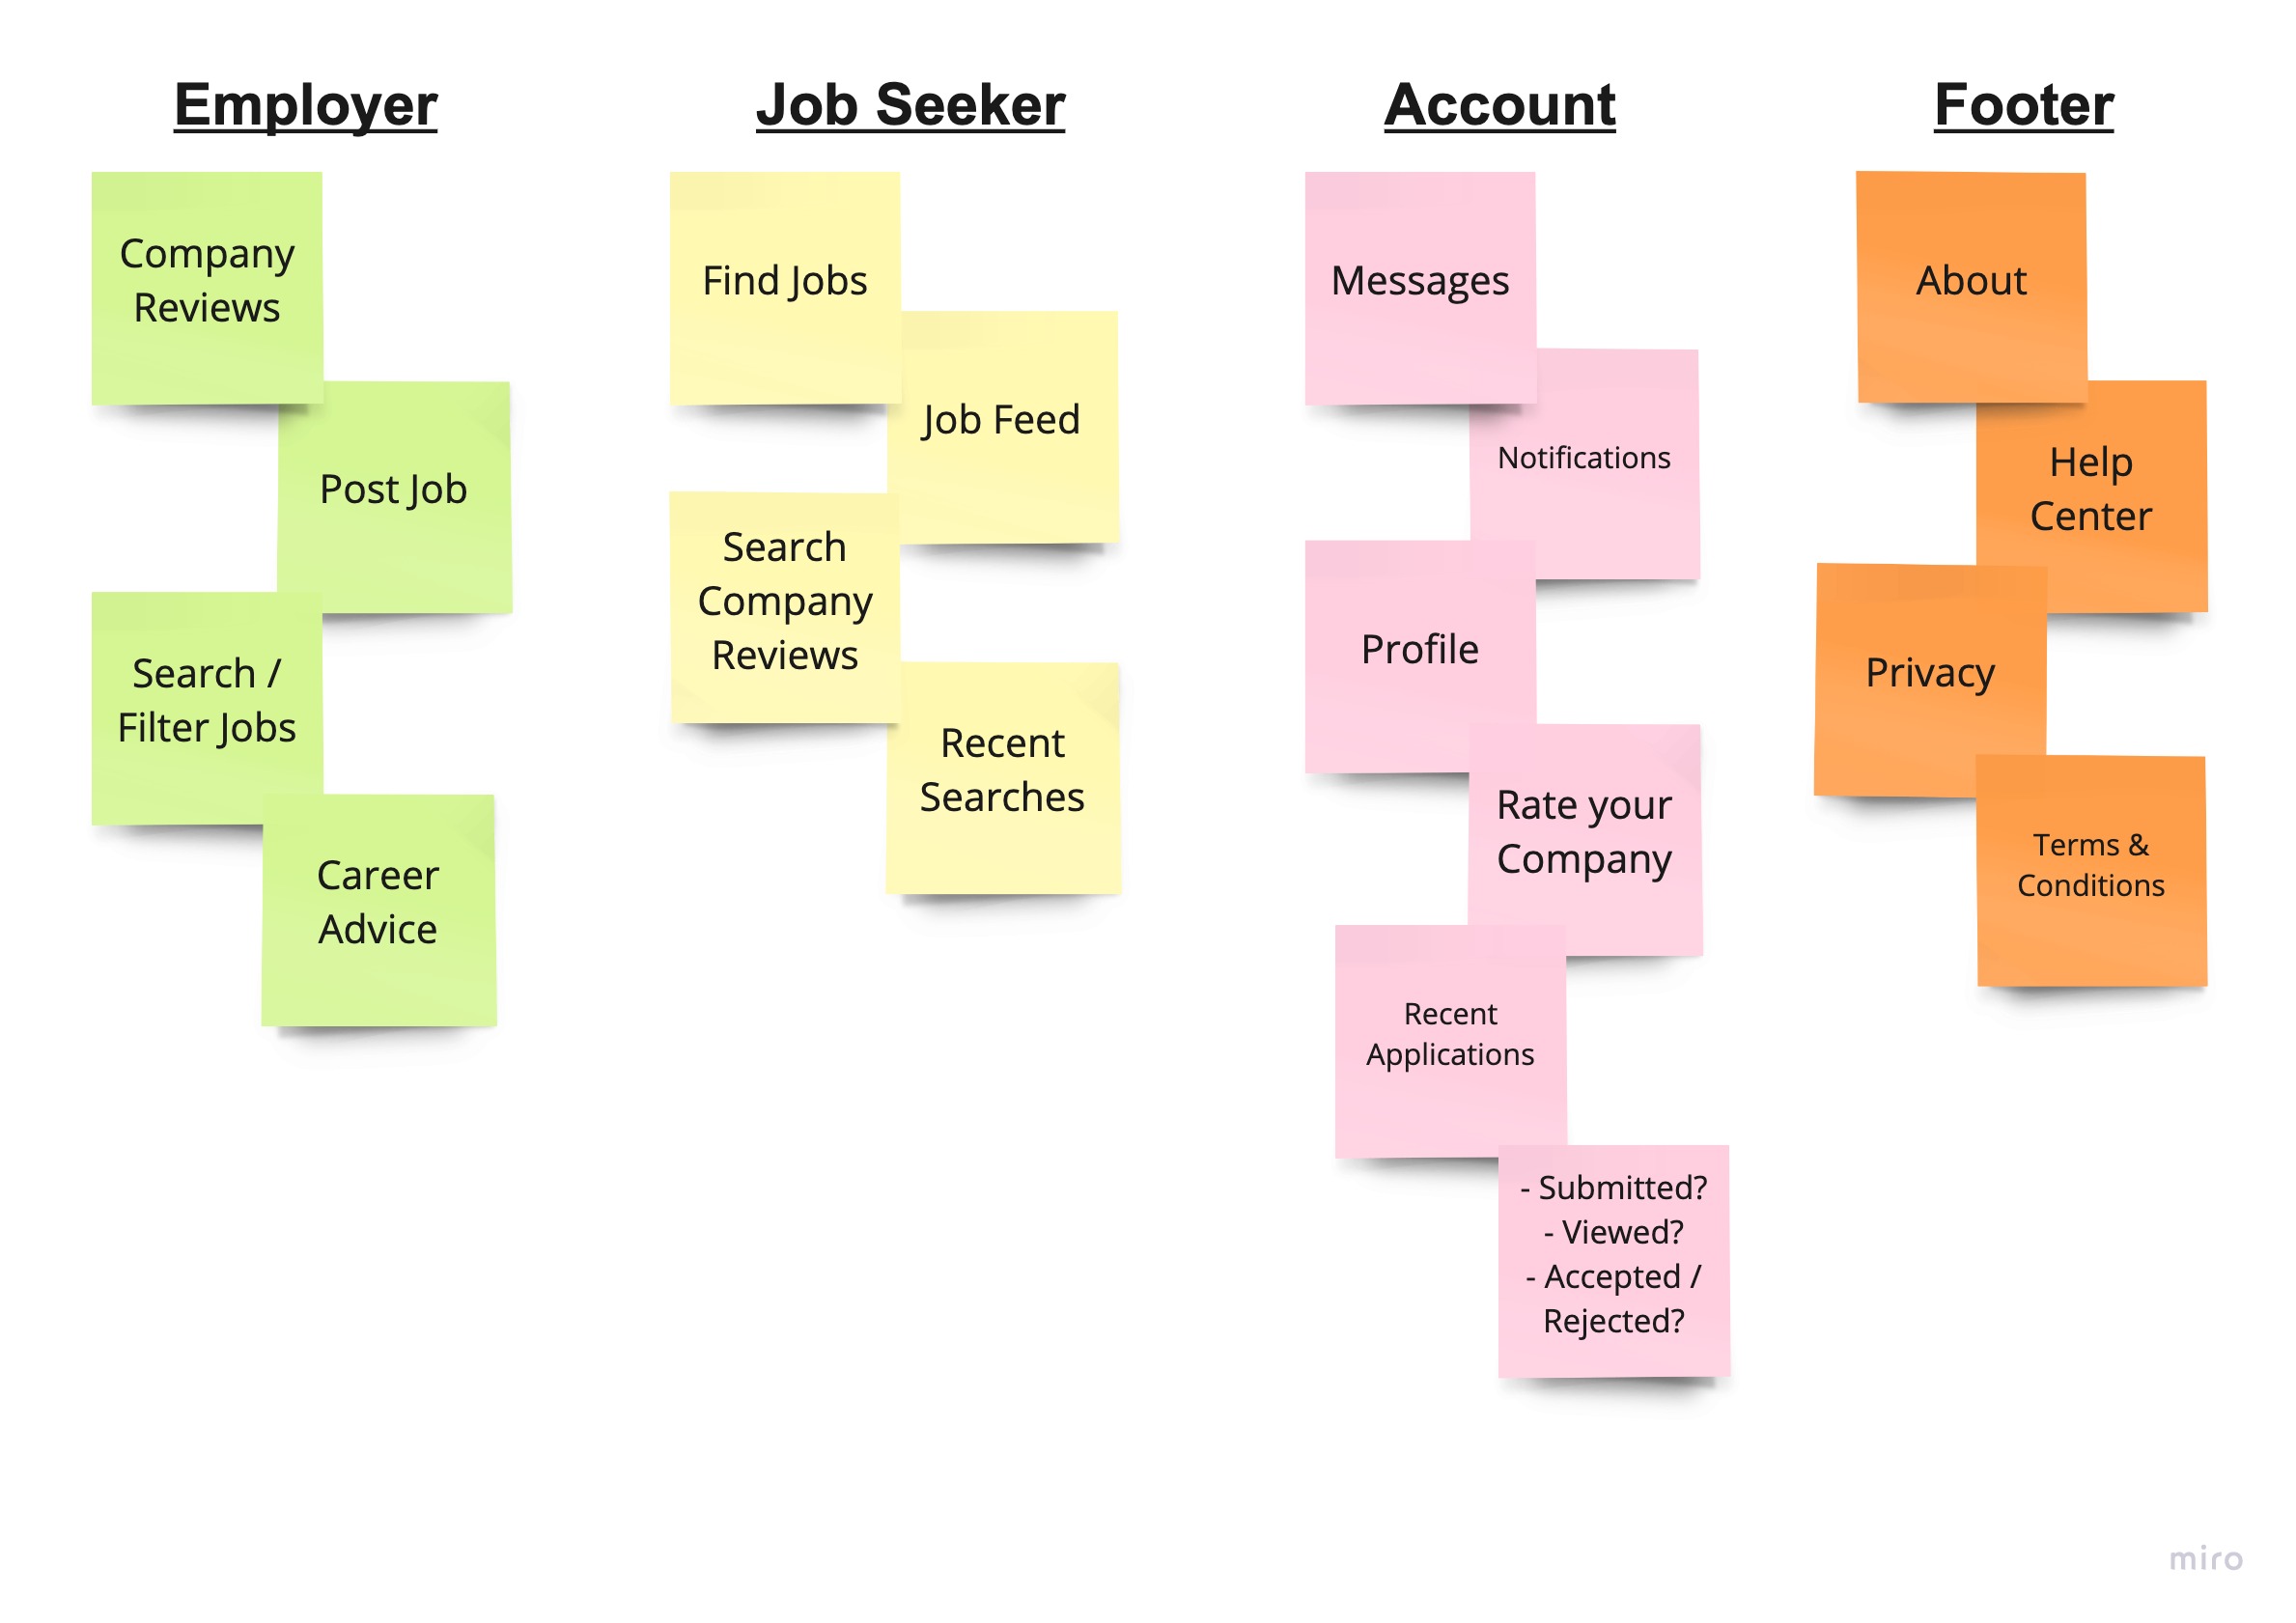 Employer
Company
Reviews
Post Job
Search /
Filter Jobs
Career
Advice
Job Seeker
Find Jobs
Job Feed
Search
Company
Reviews
Recent
Searches
Account
Messages
Notifications
Profile
Rate your
Company
Recent
Applications
- Submitted?
- Viewed?
- Accepted /
Rejected?
Footer
About
Help
Center
Privacy
Terms &
Conditions
miro